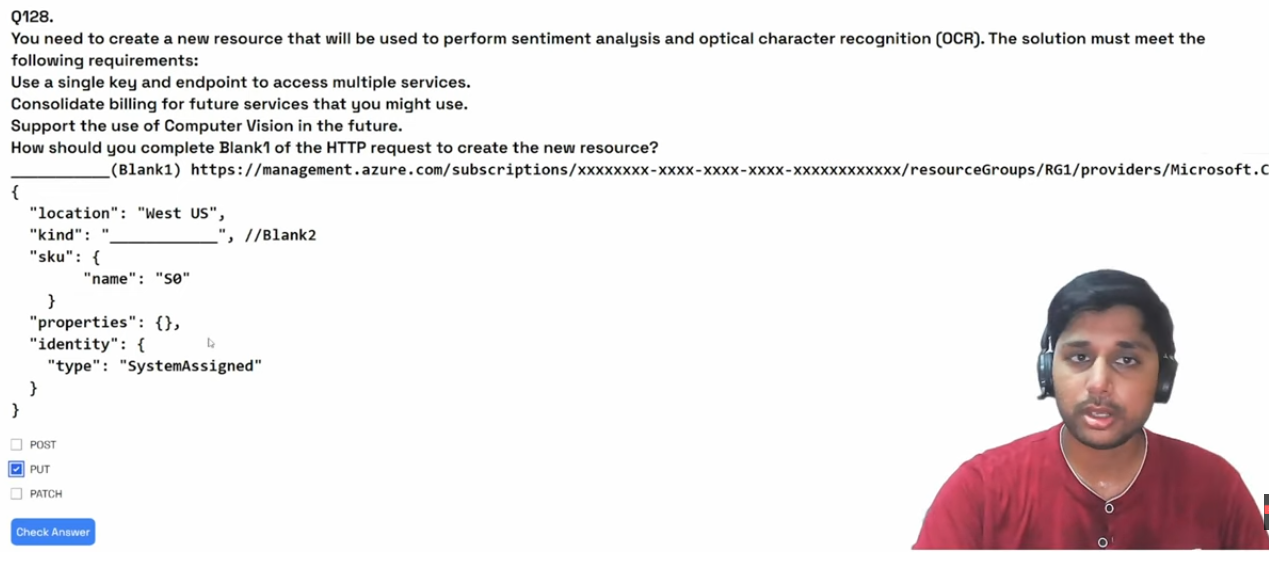 Q128.
You need to create a new resource that will be used to perform sentiment analysis and optical character recognition (OCR). The solution must meet the
following requirements:
Use a single key and endpoint to access multiple services.
Consolidate billing for future services that you might use.
Support the use of Computer Vision in the future.
How should you complete Blank1 of the HTTP request to create the new resource?
___________(Blank1) https://management.azure.com/subscriptions/xxxxxxxx-xxxx-xxxx-xxxx-xxxxxxxxxxxx/resourceGroups/RG1/providers/Microsoft.C
{
"location": "West US",
"kind": "____________", //Blank2
"sku": {
"name": "S0"
}
"properties": {},
"identity": {
"type": "SystemAssigned"
}
}
POST
PUT
PATCH
Check Answer